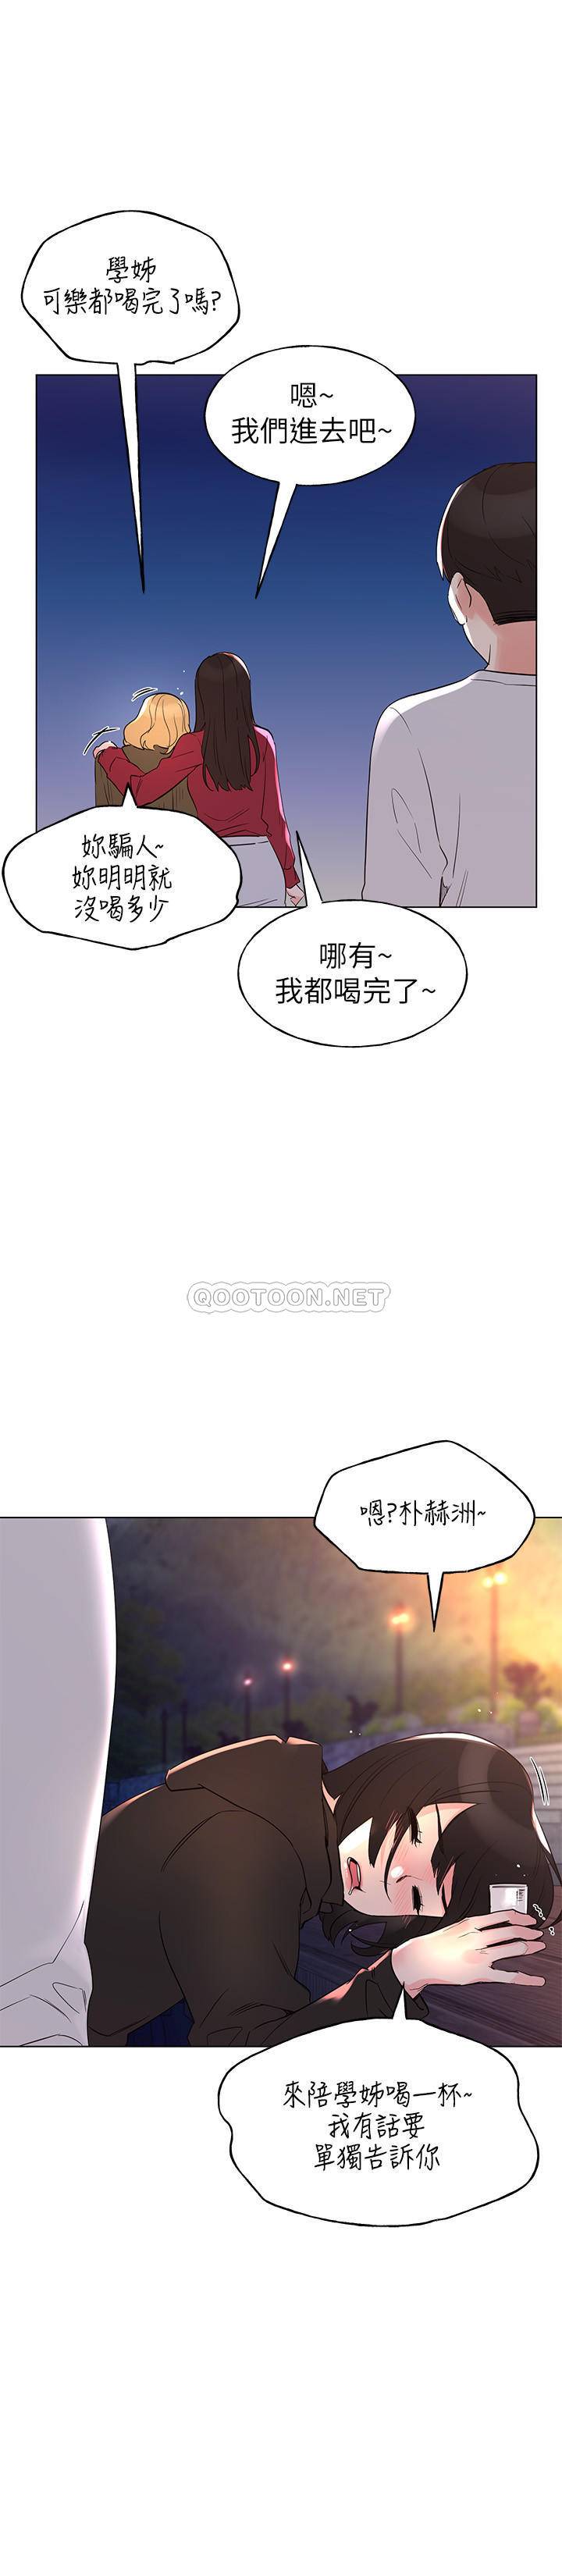 學姊
可樂都喝完了嗎?
嗯~
我們進去吧~
妳騙人~
妳明明就
沒喝多少
哪有~
我都喝完了~
QOOTOON.NET
嗯?朴赫洲~
來陪學姊喝一杯~
我有話要
單獨告訴你